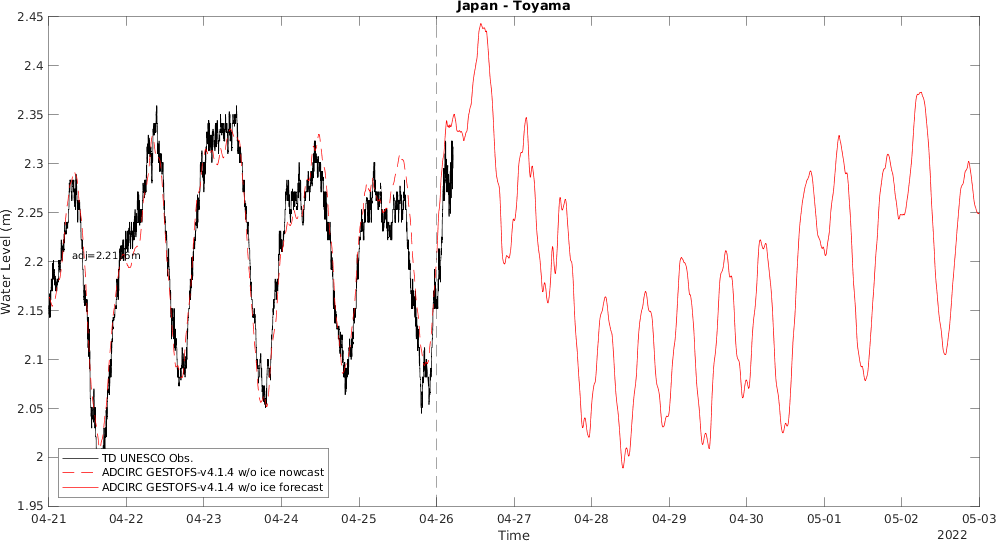 Japan - Toyama
2.45
2.4
2.35
2.3
2.25
2.2
2.15
2.1
2.05
2
1.95
Water Level (m)
TD UNESCO Obs.
ADCIRC GESTOFS-v4.1.4 w/o ice nowcast
ADCIRC GESTOFS-v4.1.4 w/o ice forecast
04-21 04-22 04-23 04-24 04-25 04-26 04-27 04-28 04-29 04-30 05-01 05-02 05-03
Time
2022